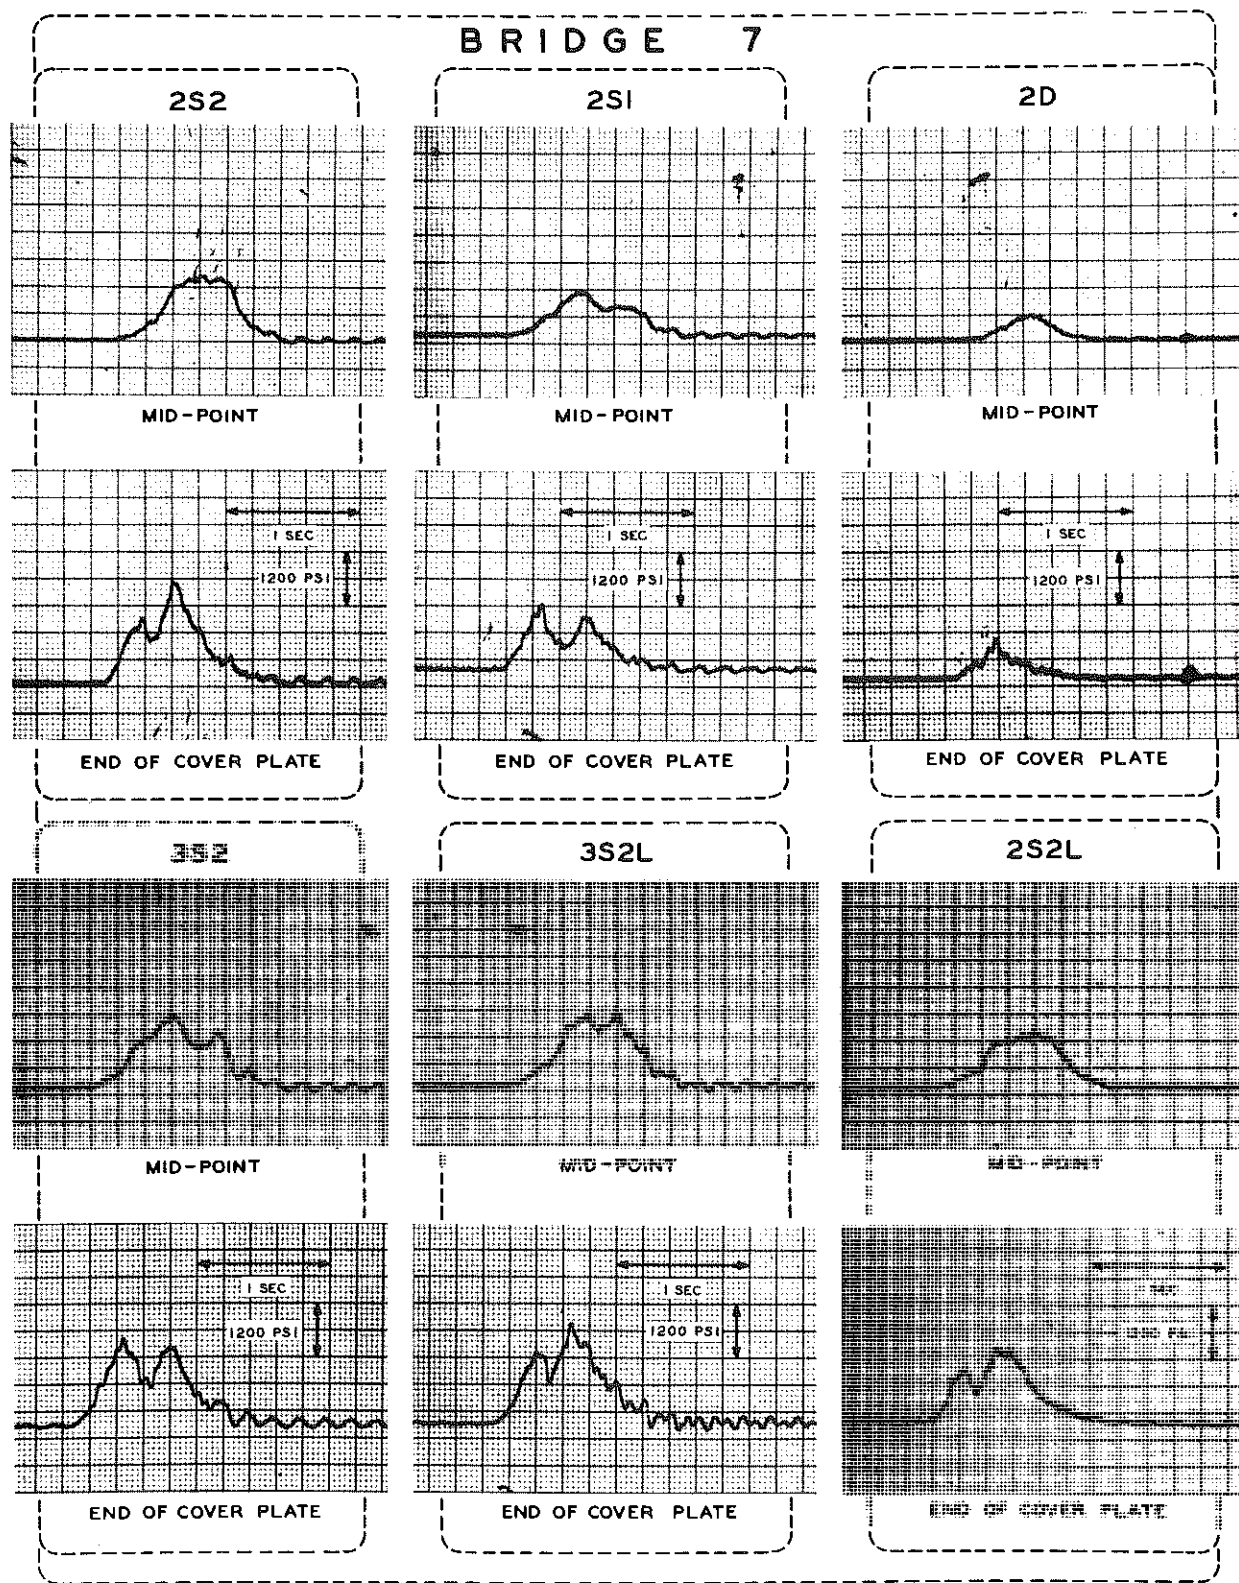 BRIDGE 7
2S2
2S1
2D
MID-POINT
MID-POINT
MID-POINT
1 SEC
1200 PSI
1 SEC
1200 PSI
1 SEC
1200 PSI
END OF COVER PLATE
END OF COVER PLATE
END OF COVER PLATE
3S2
3S2L
2S2L
MID-POINT
MID-POINT
MID-POINT
1 SEC
1200 PSI
1 SEC
1200 PSI
END OF COVER PLATE
END OF COVER PLATE
END OF COVER PLATE